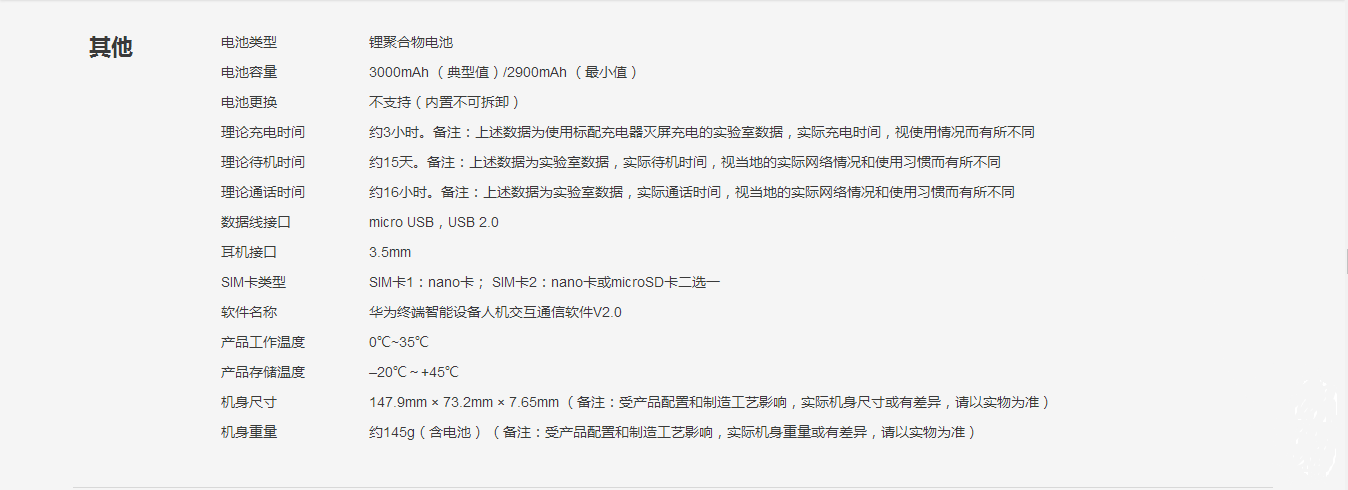 其他
电池类型 锂聚合物电池
电池容量 3000mAh（典型值）/2900mAh（最小值）
电池更换 不支持（内置不可拆卸）
理论充电时间 约3小时。备注：上述数据为使用标配充电器灭屏充电的实验室数据，实际充电时间，视使用情况而有所不同
理论待机时间 约15天。备注：上述数据为实验室数据，实际待机时间，视当地的实际网络情况和使用习惯而有所不同
理论通话时间 约16小时。备注：上述数据为实验室数据，实际通话时间，视当地的实际网络情况和使用习惯而有所不同
数据线接口 micro USB，USB 2.0
耳机接口 3.5mm
SIM卡类型 SIM卡1：nano卡； SIM卡2：nano卡或microSD卡二选一
软件名称 华为终端智能设备人机交互通信软件V2.0
产品工作温度 0℃~35℃
产品存储温度 –20℃～+45℃
机身尺寸 147.9mm × 73.2mm × 7.65mm（备注：受产品配置和制造工艺影响，实际机身尺寸或有差异，请以实物为准）
机身重量 约145g（含电池）（备注：受产品配置和制造工艺影响，实际机身重量或有差异，请以实物为准）